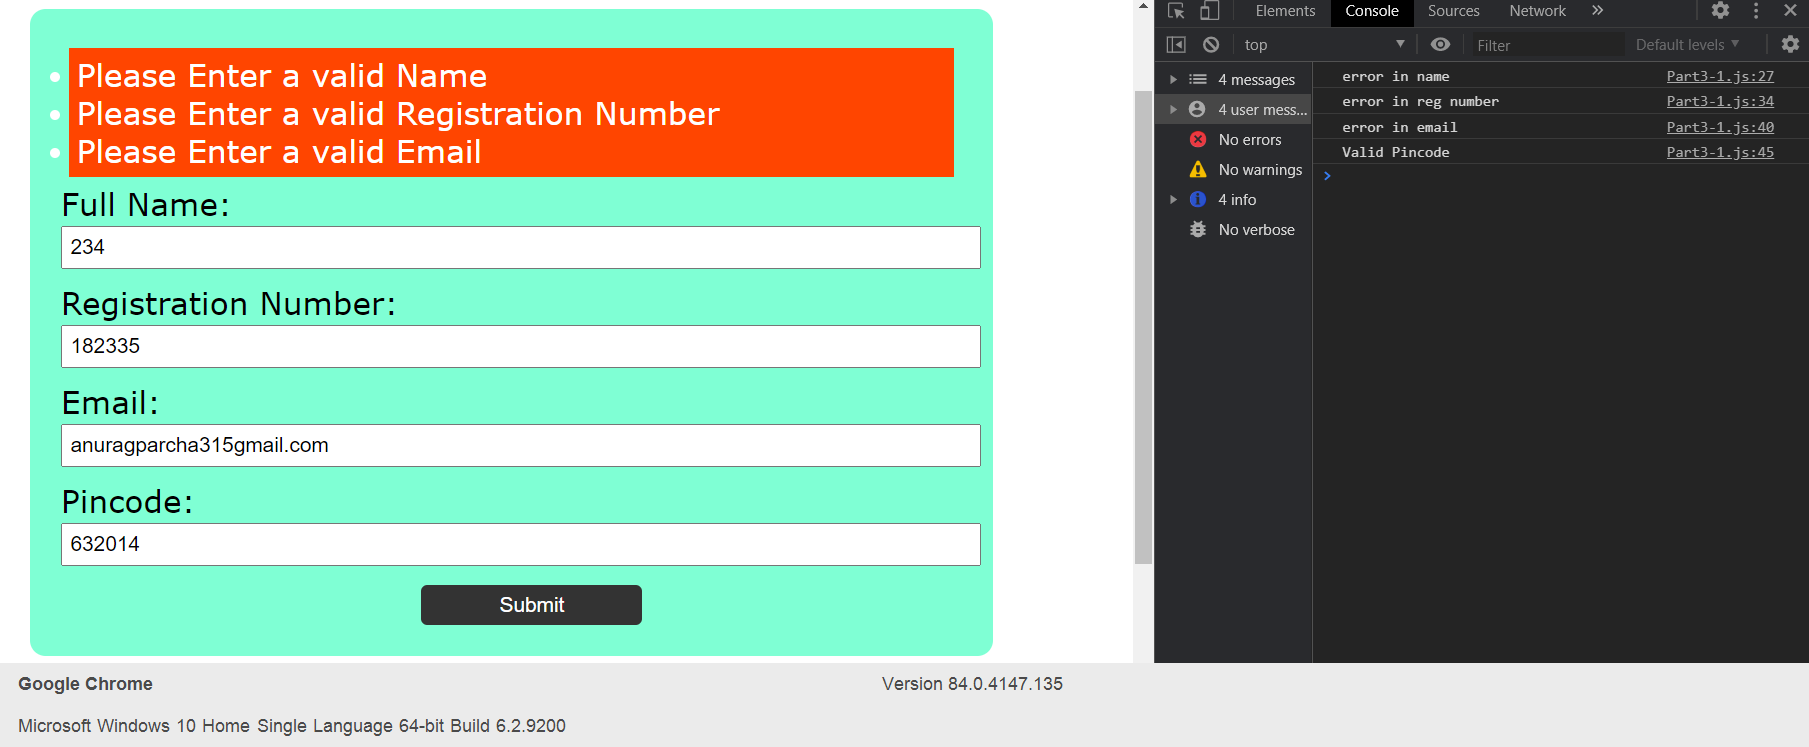 Please Enter a valid Name
Please Enter a valid Registration Number
Please Enter a valid Email
Full Name:
234
Registration Number:
182335
Email:
anuragparcha315gmail.com
Pincode:
632014
Submit
Elements Console Sources Network »
top Filter Default levels
4 messages
4 user mess...
No errors
No warnings
4 info
No verbose
error in name Part3-1.js:27
error in reg number Part3-1.js:34
error in email Part3-1.js:40
Valid Pincode Part3-1.js:45
Google Chrome Version 84.0.4147.135
Microsoft Windows 10 Home Single Language 64-bit Build 6.2.9200